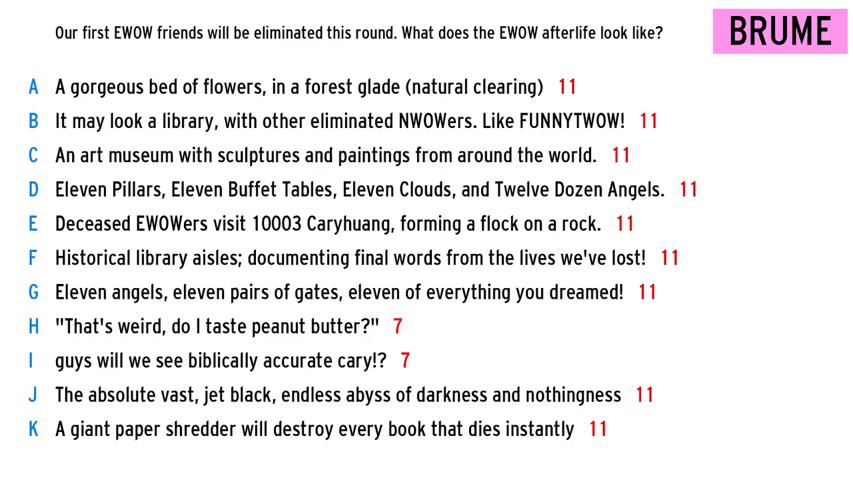 Our first EWOW friends will be eliminated this round. What does the EWOW afterlife look like?
BRUME
A A gorgeous bed of flowers, in a forest glade (natural clearing) 11
B It may look a library, with other eliminated NWOWers. Like FUNNYTWOW! 11
C An art museum with sculptures and paintings from around the world. 11
D Eleven Pillars, Eleven Buffet Tables, Eleven Clouds, and Twelve Dozen Angels. 11
E Deceased EWOWers visit 10003 Caryhuang, forming a flock on a rock. 11
F Historical library aisles; documenting final words from the lives we've lost! 11
G Eleven angels, eleven pairs of gates, eleven of everything you dreamed! 11
H "That's weird, do I taste peanut butter?" 7
I guys will we see biblically accurate cary!? 7
J The absolute vast, jet black, endless abyss of darkness and nothingness 11
K A giant paper shredder will destroy every book that dies instantly 11